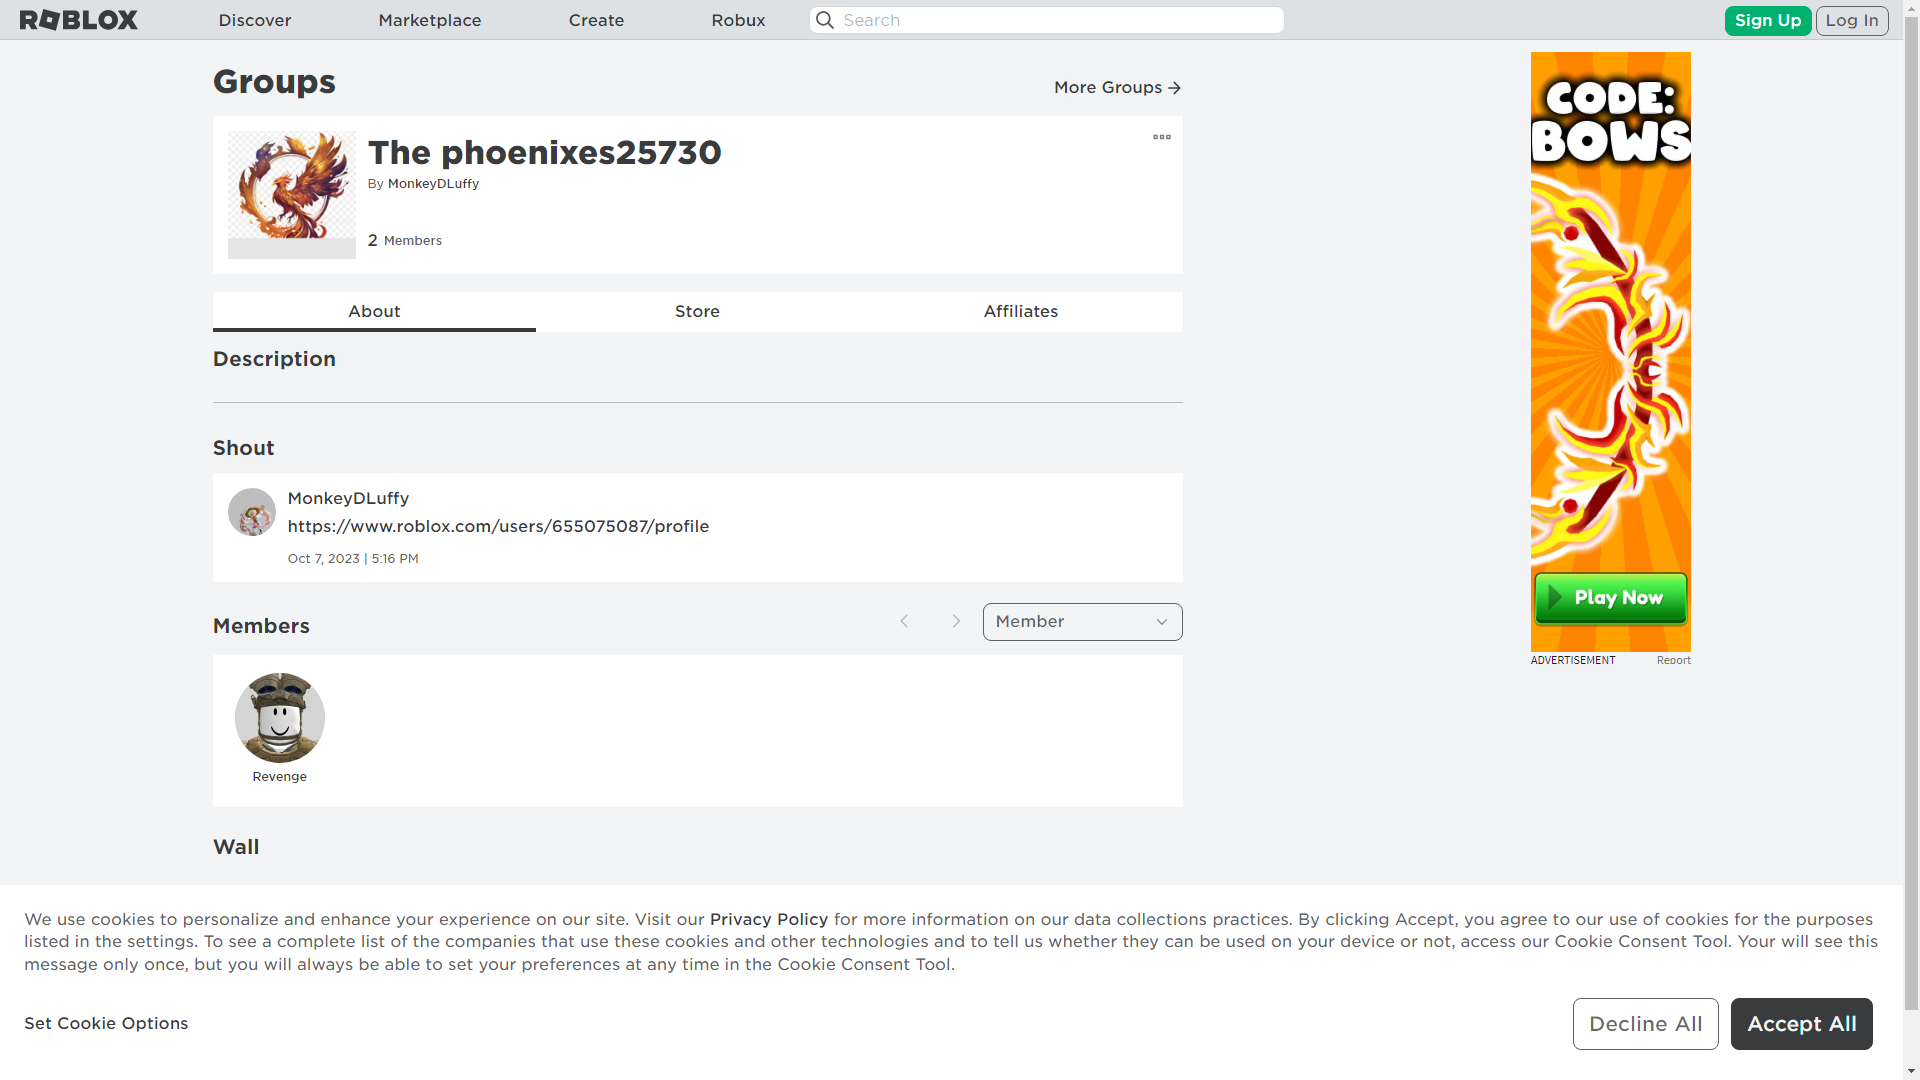 ROBLOX
Discover
Marketplace
Create
Robux
Search
Sign Up
Log In
Groups
More Groups
The phoenixes25730
By MonkeyDLuffy
2 Members
About
Store
Affiliates
Description
Shout
MonkeyDLuffy
https://www.roblox.com/users/655075087/profile
Oct 7, 2023 | 5:16 PM
Members
Member
Revenge
Wall
CODE:
BOWS
Play Now
ADVERTISEMENT
Report
We use cookies to personalize and enhance your experience on our site. Visit our Privacy Policy for more information on our data collections practices. By clicking Accept, you agree to our use of cookies for the purposes
listed in the settings. To see a complete list of the companies that use these cookies and other technologies and to tell us whether they can be used on your device or not, access our Cookie Consent Tool. Your will see this
message only once, but you will always be able to set your preferences at any time in the Cookie Consent Tool.
Set Cookie Options
Decline All
Accept All